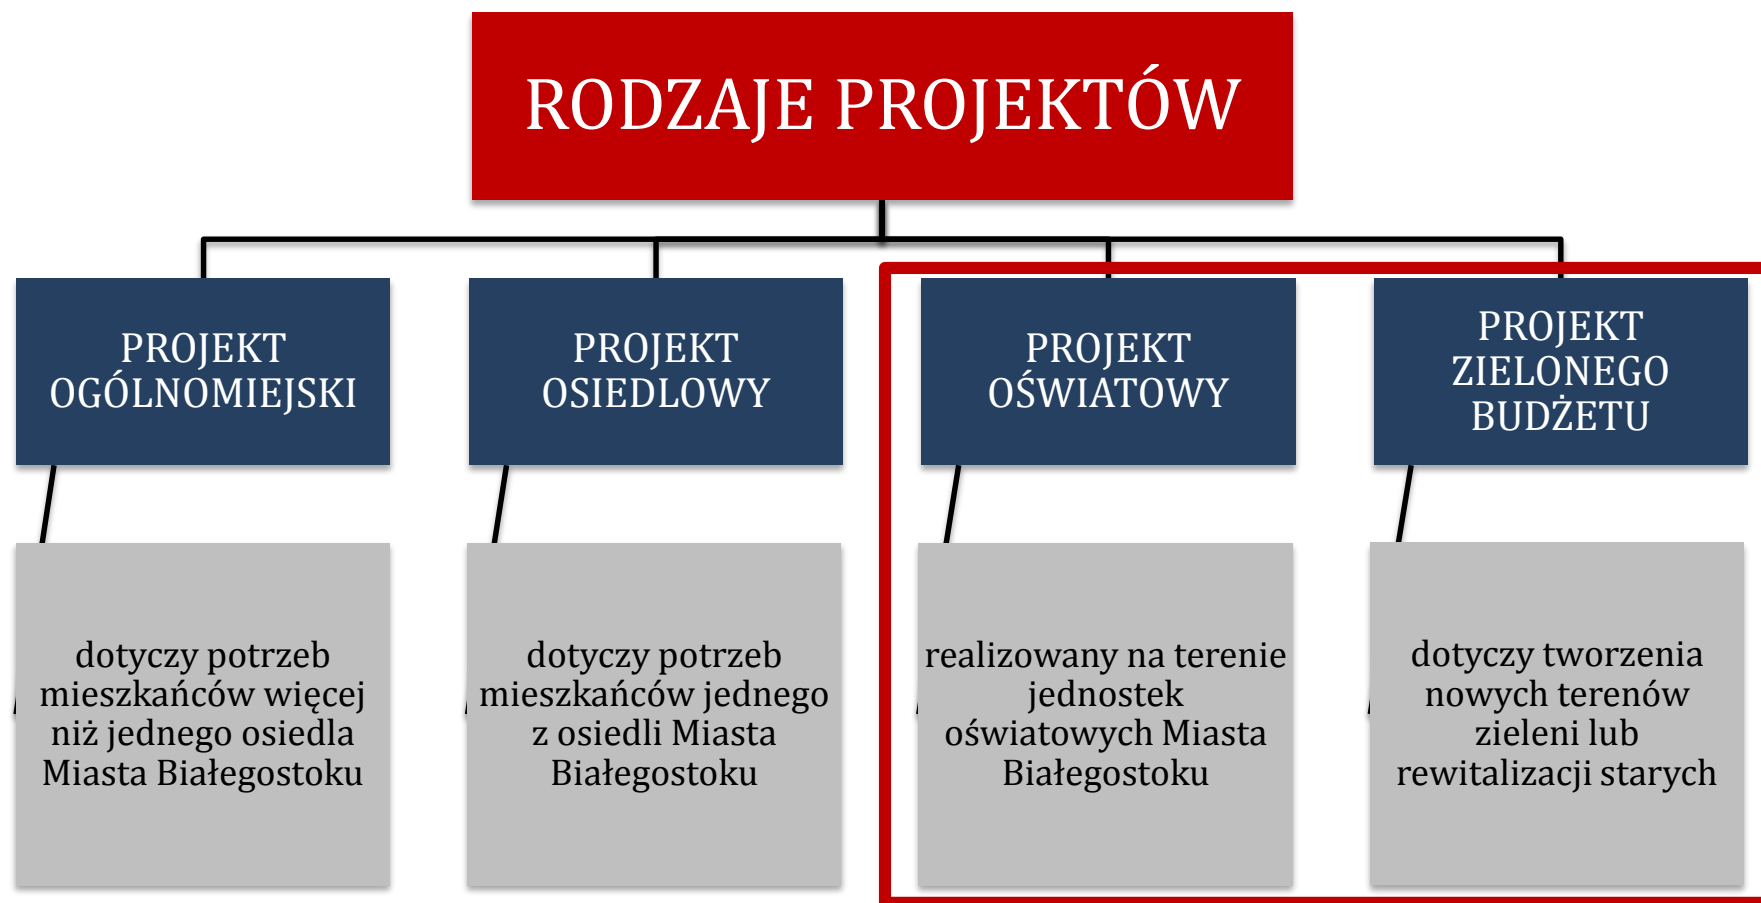 RODZAJE PROJEKTÓW
PROJEKT
OGÓLNOMIEJSKI
dotyczy potrzeb
mieszkańców więcej
niż jednego osiedla
Miasta Białegostoku
PROJEKT
OSIEDLOWY
dotyczy potrzeb
mieszkańców jednego
z osiedli Miasta
Białegostoku
PROJEKT
OŚWIATOWY
realizowany na terenie
jednostek
oświatowych Miasta
Białegostoku
PROJEKT
ZIELONEGO
BUDŻETU
dotyczy tworzenia
nowych terenów
zieleni lub
rewitalizacji starych